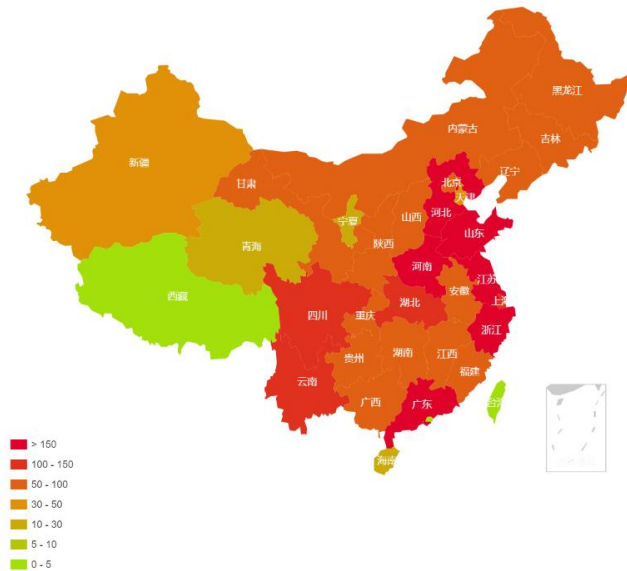 黑龙江
内蒙古
吉林
新疆
辽宁
甘肃
北京
天津
宁夏
河北
山西
山东
青海
陕西
河南
江苏
西藏
安徽
上海
四川
湖北
重庆
浙江
湖南
江西
贵州
福建
云南
广西
广东
台湾
海南
> 150
100 - 150
50 - 100
30 - 50
10 - 30
5 - 10
0 - 5